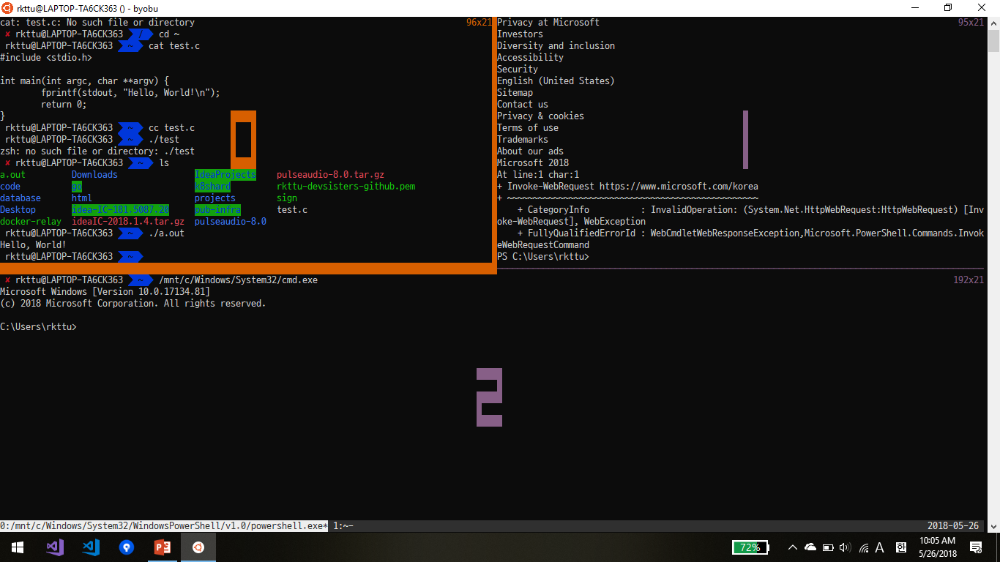 rkttu@LAPTOP-TA6CK363 () - byobu
cat: test.c: No such file or directory 96x21
✘ rkttu@LAPTOP-TA6CK363 / cd ~
rkttu@LAPTOP-TA6CK363 ~ cat test.c
#include <stdio.h>
int main(int argc, char **argv) {
fprintf(stdout, "Hello, World!\n");
return 0;
}
rkttu@LAPTOP-TA6CK363 ~ cc test.c
rkttu@LAPTOP-TA6CK363 ~ ./test
zsh: no such file or directory: ./test
✘ rkttu@LAPTOP-TA6CK363 ~ ls
a.out Downloads IdeaProjects pulseaudio-8.0.tar.gz
code go k8shard rkttu-devsisters-github.pem
database html projects sign
Desktop idea-IC-181.5087.20 pub-infra test.c
docker-relay ideaIC-2018.1.4.tar.gz pulseaudio-8.0
rkttu@LAPTOP-TA6CK363 ~ ./a.out
Hello, World!
rkttu@LAPTOP-TA6CK363 ~
0
Privacy at Microsoft 95x21
Investors
Diversity and inclusion
Accessibility
Security
English (United States)
Sitemap
Contact us
Privacy & cookies
Terms of use
Trademarks
About our ads
Microsoft 2018
At line:1 char:1
+ Invoke-WebRequest https://www.microsoft.com/korea
+ ~~~~~~~~~~~~~~~~~~~~~~~~~~~~~~~~~~~~~~~~~~~~~~~~~
+ CategoryInfo : InvalidOperation: (System.Net.HttpWebRequest:HttpWebRequest) [Inv
oke-WebRequest], WebException
+ FullyQualifiedErrorId : WebCmdletWebResponseException,Microsoft.PowerShell.Commands.Invok
eWebRequestCommand
PS C:\Users\rkttu>
1
✘ rkttu@LAPTOP-TA6CK363 ~ /mnt/c/Windows/System32/cmd.exe 192x21
Microsoft Windows [Version 10.0.17134.81]
(c) 2018 Microsoft Corporation. All rights reserved.
C:\Users\rkttu>
2
0:/mnt/c/Windows/System32/WindowsPowerShell/v1.0/powershell.exe* 1:~- 2018-05-26
72% A 한 10:05 AM
5/26/2018